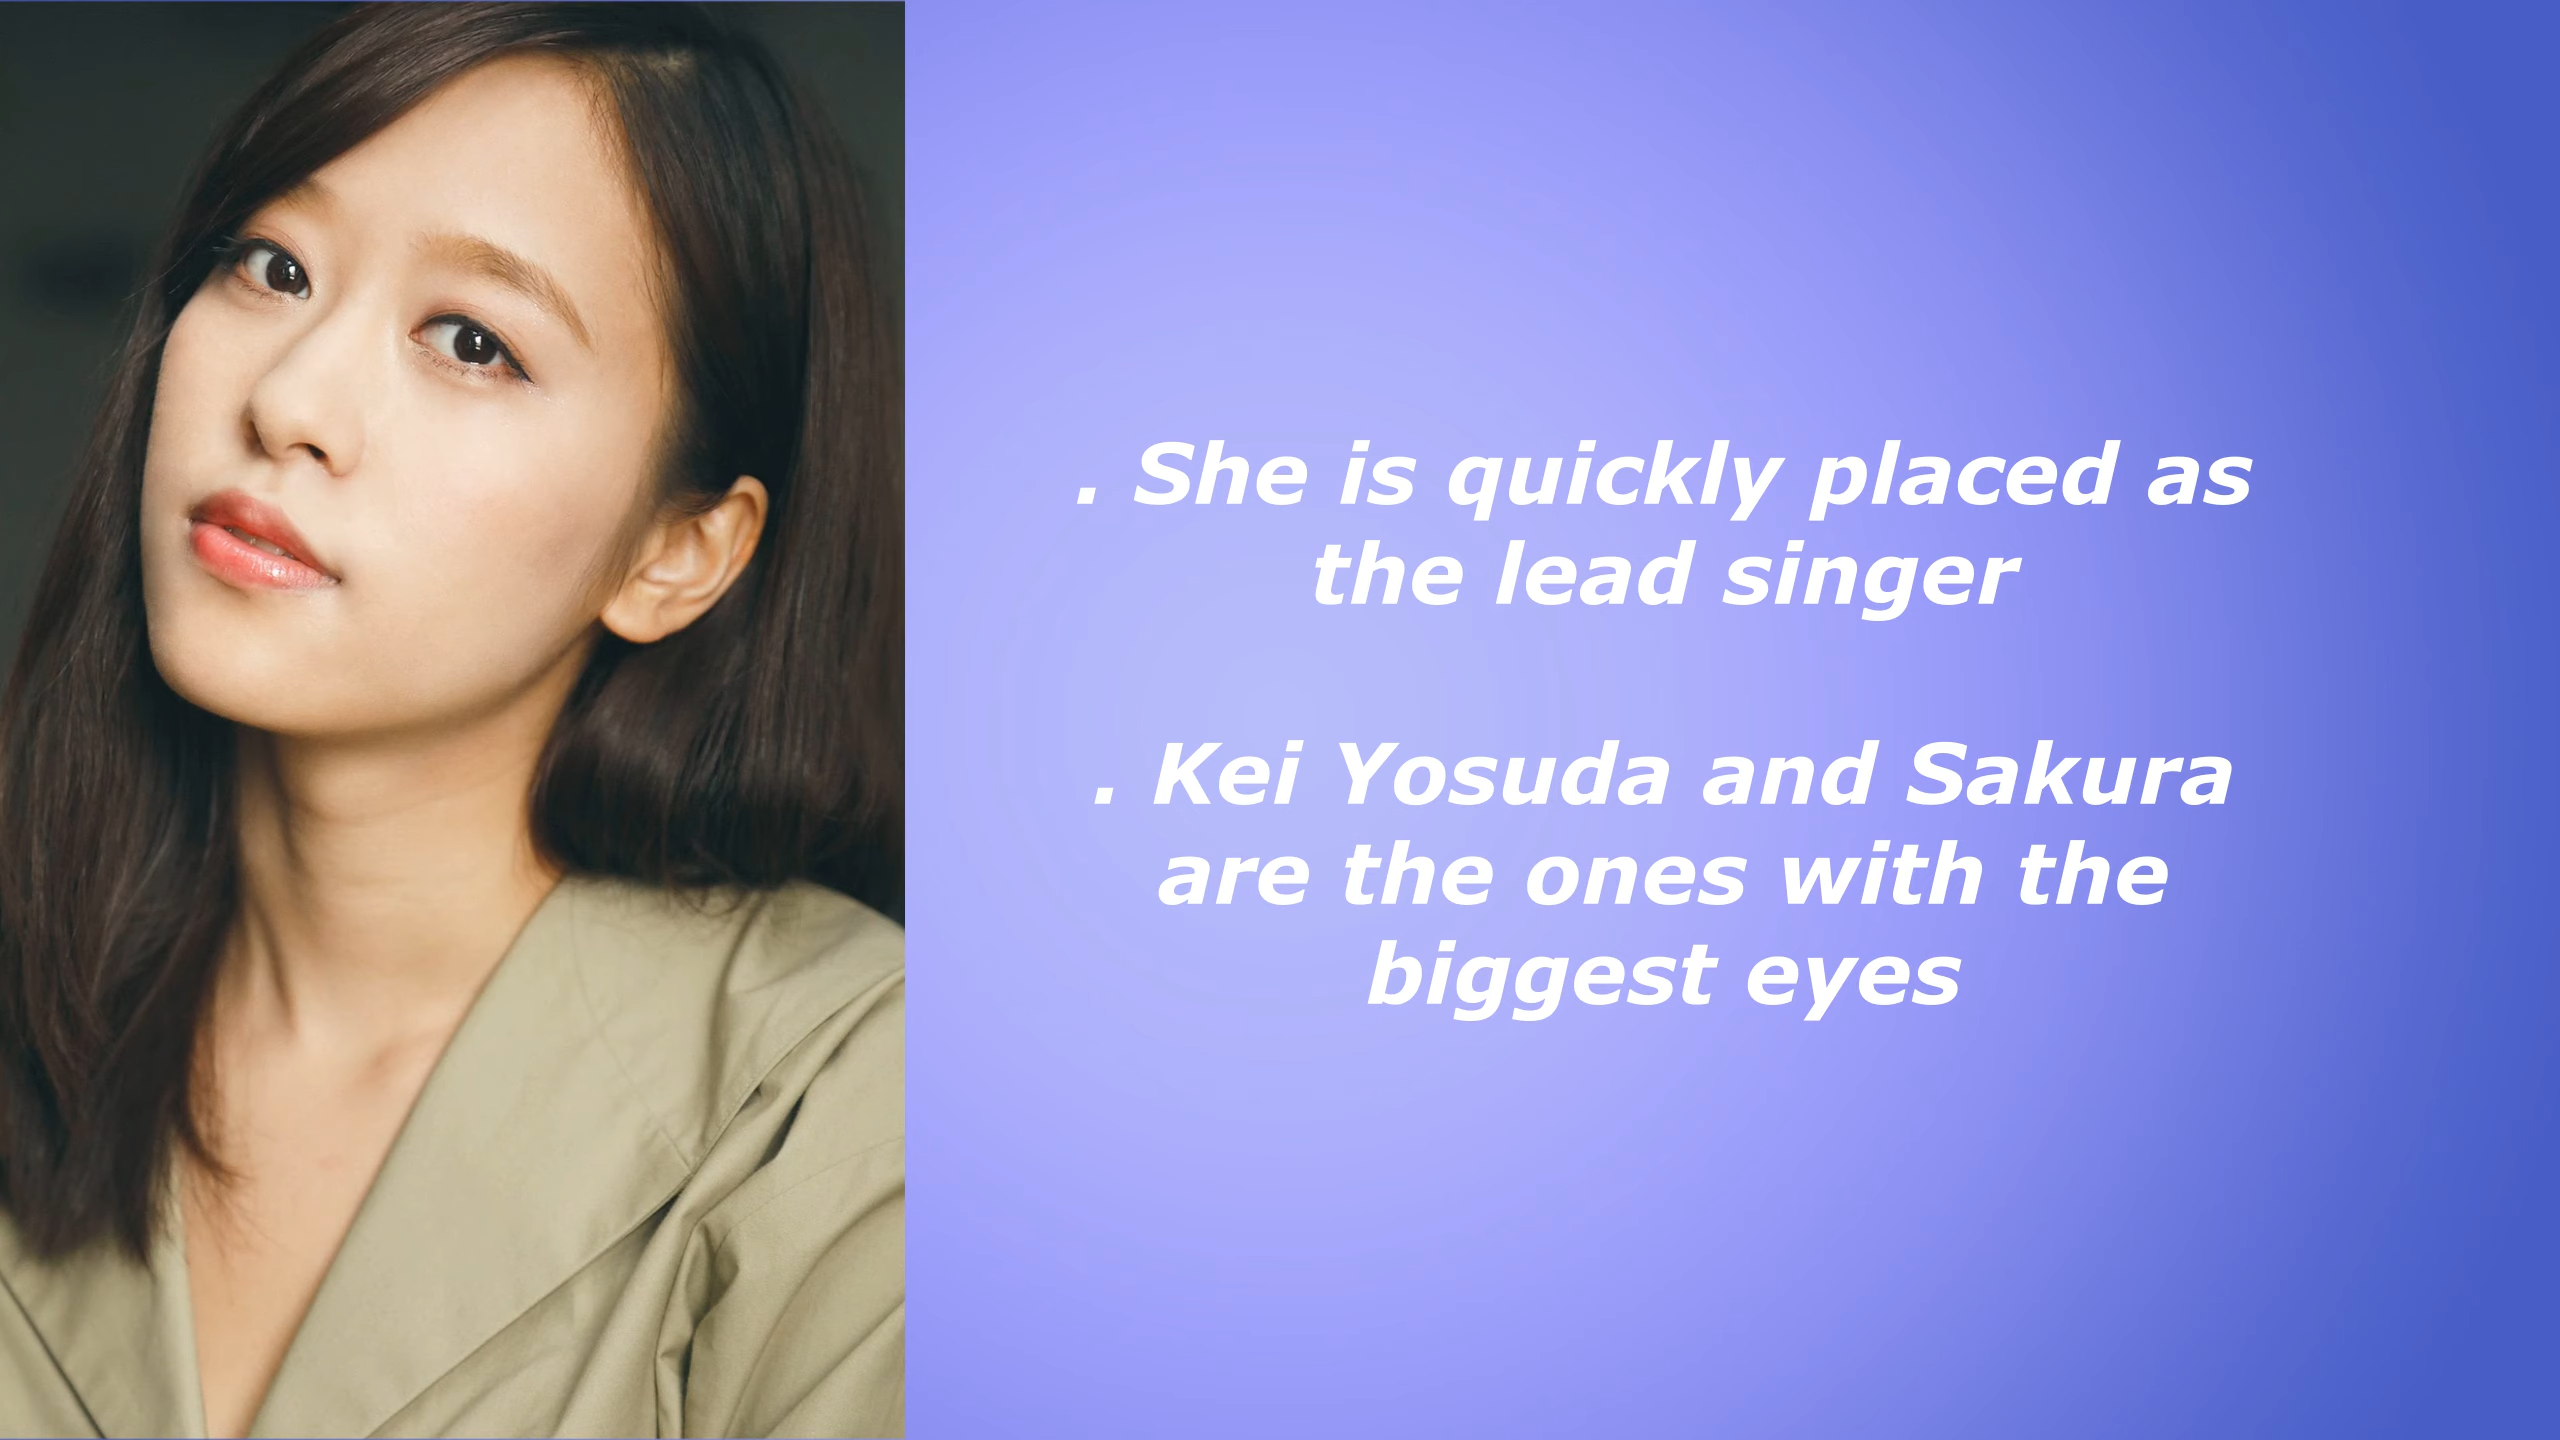 . She is quickly placed as
the lead singer
. Kei Yosuda and Sakura
are the ones with the
biggest eyes